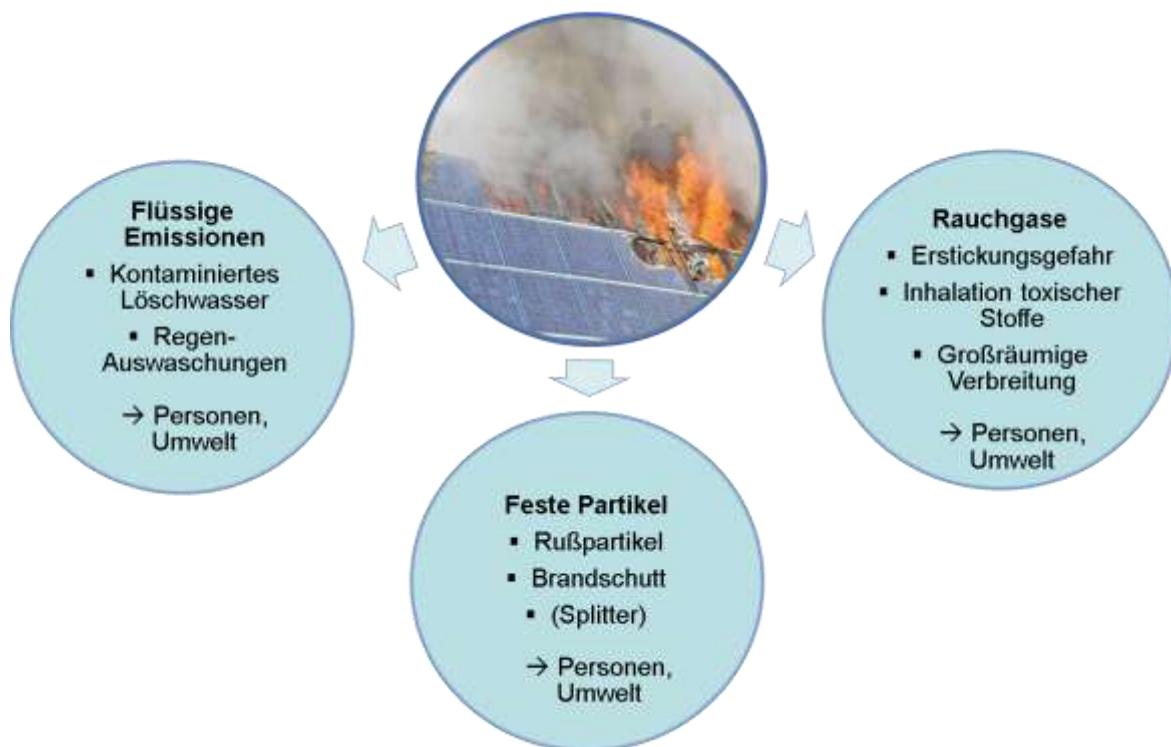 Flüssige
Emissionen
▪ Kontaminiertes
Löschwasser
▪ Regen-
Auswaschungen
→ Personen,
Umwelt
Feste Partikel
▪ Rußpartikel
▪ Brandschutt
▪ (Splitter)
→ Personen,
Umwelt
Rauchgase
▪ Erstickungsgefahr
▪ Inhalation toxischer
Stoffe
▪ Großräumige
Verbreitung
→ Personen,
Umwelt